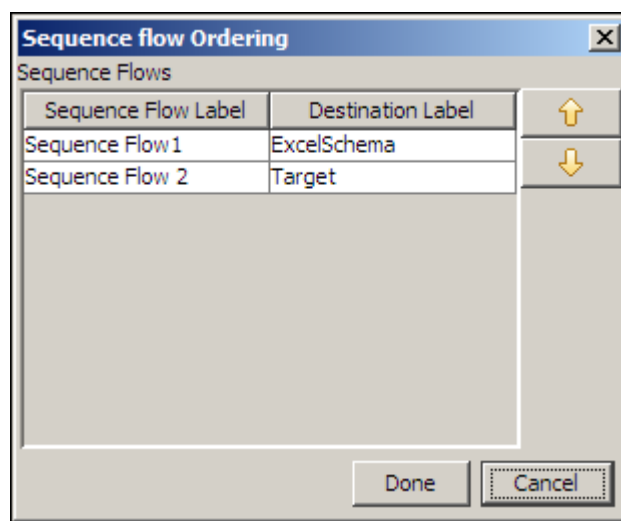 Sequence flow Ordering
Sequence Flows
Sequence Flow Label Destination Label
Sequence Flow1 ExcelSchema
Sequence Flow 2 Target
Done Cancel